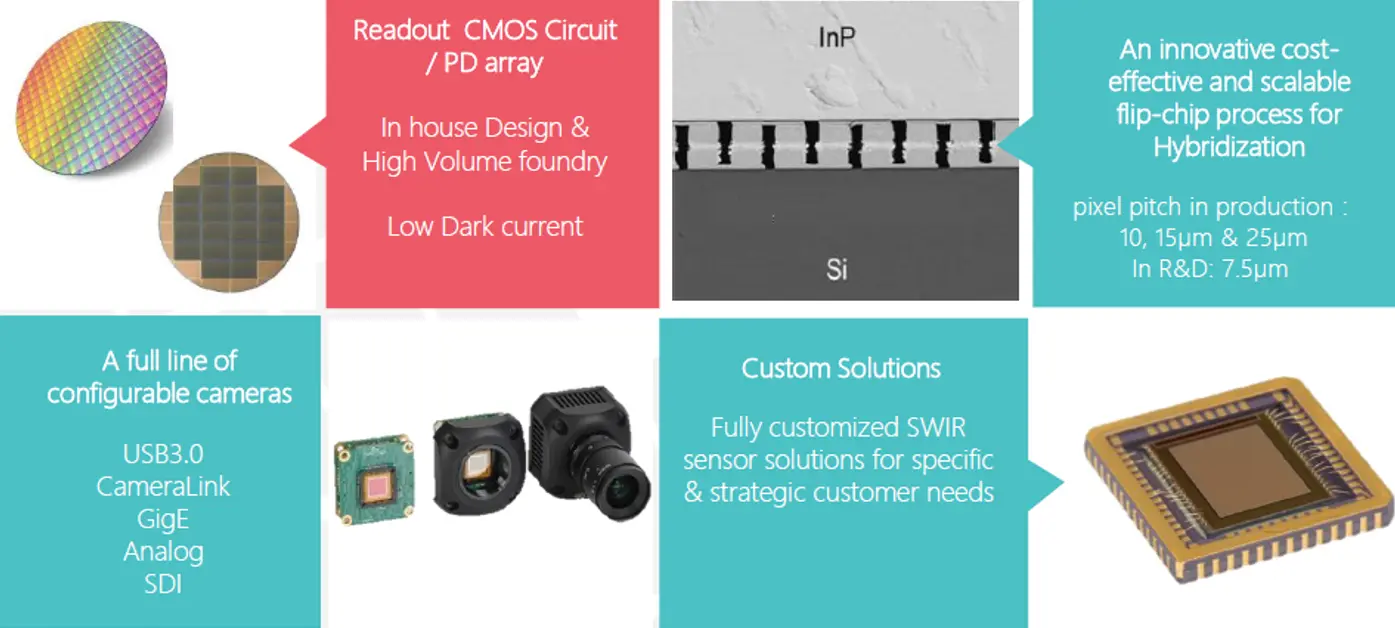 Readout CMOS Circuit
/ PD array
In house Design &
High Volume foundry
Low Dark current
InP
Si
An innovative cost-
effective and scalable
flip-chip process for
Hybridization
pixel pitch in production :
10, 15µm & 25µm
In R&D: 7.5µm
A full line of
configurable cameras
USB3.0
CameraLink
GigE
Analog
SDI
Custom Solutions
Fully customized SWIR
sensor solutions for specific
& strategic customer needs